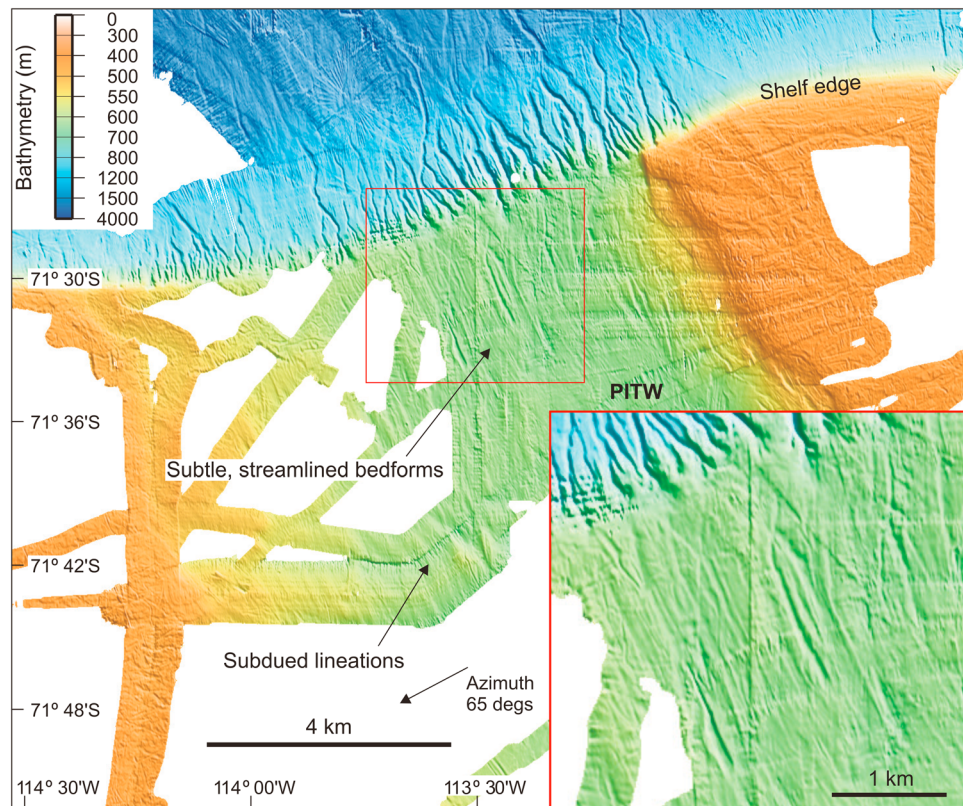 Bathymetry (m)
0
300
400
500
550
600
700
800
1500
4000
Shelf edge
71° 30'S
71° 36'S
71° 42'S
71° 48'S
PITW
Subtle, streamlined bedforms
Subdued lineations
Azimuth
65 degs
4 km
1 km
114° 30'W
114° 00'W
113° 30'W